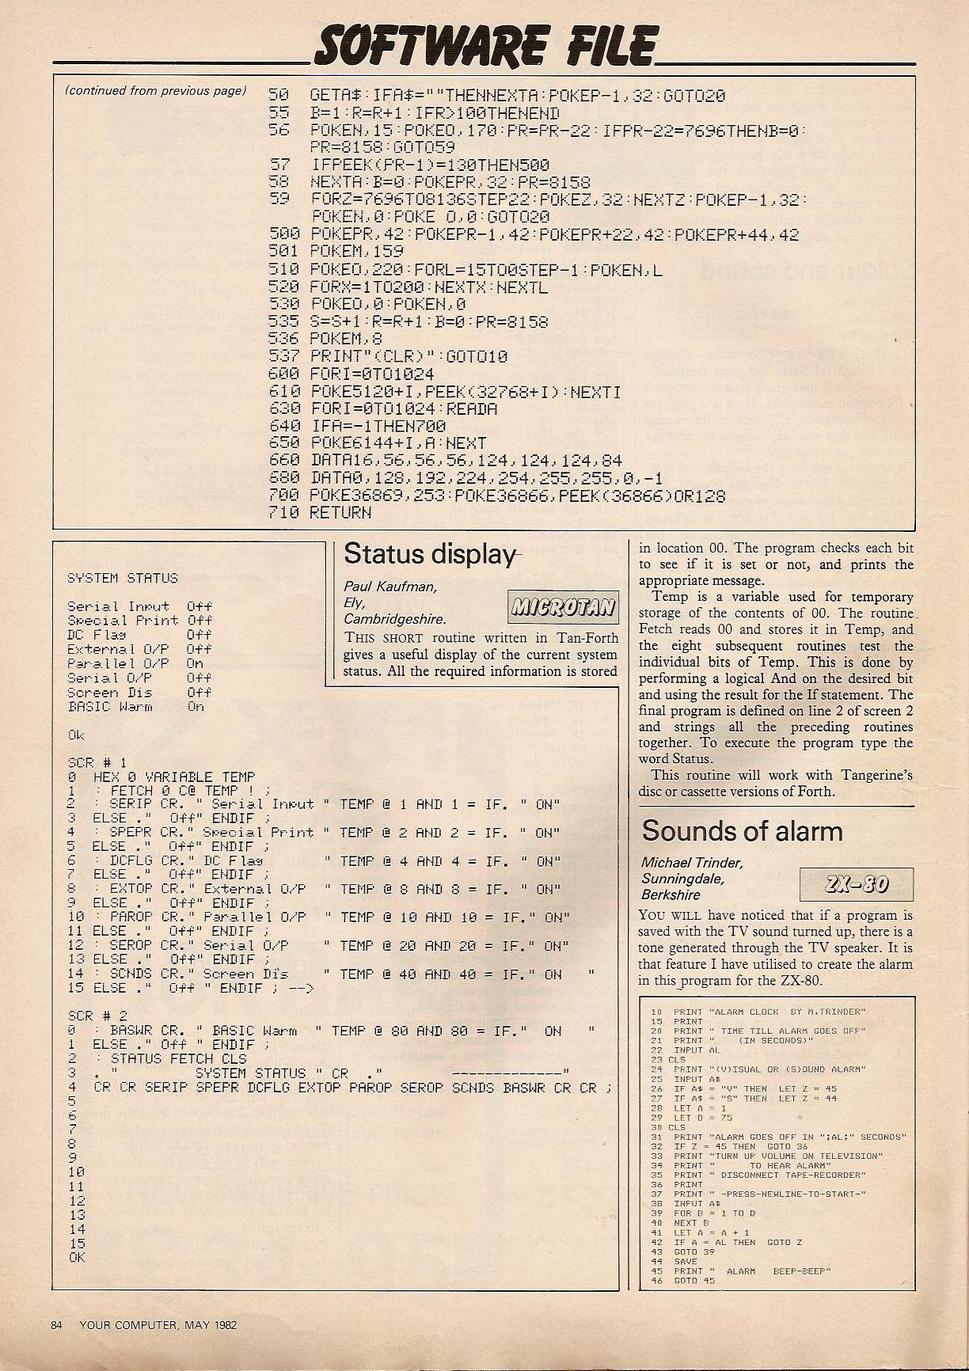 SOFTWARE FILE
(continued from previous page)
50 GETA$:IFA$=""THENNEXTA:POKEP-1,32:GOTO20
55 B=1:R=R+1:IFR>100THENEND
56 POKEN,15:POKEO,170:PR=PR-22:IFPR-22=7696THENB=0:
PR=8158:GOTO59
57 IFPEEK(PR-1)=130THEN500
58 NEXTA:B=0:POKEPR,32:PR=8158
59 FORZ=7696TO8136STEP22:POKEZ,32:NEXTZ:POKEP-1,32:
POKEN,0:POKE O,0:GOTO20
500 POKEPR,42:POKEPR-1,42:POKEPR+22,42:POKEPR+44,42
501 POKEM,159
510 POKEO,220:FORL=15TO0STEP-1:POKEN,L
520 FORX=1TO200:NEXTX:NEXTL
530 POKEO,0:POKEN,0
535 S=S+1:R=R+1:B=0:PR=8158
536 POKEM,8
537 PRINT"(CLR)":GOTO10
600 FORI=0TO1024
610 POKE5120+I,PEEK(32768+I):NEXTI
630 FORI=0TO1024:READA
640 IFA=-1THEN700
650 POKE6144+I,A:NEXT
660 DATA16,56,56,56,124,124,124,84
680 DATA0,128,192,224,254,255,255,0,-1
700 POKE36869,253:POKE36866,PEEK(36866)OR128
710 RETURN
SYSTEM STATUS
Serial Input Off
Special Print Off
DC Flag Off
External O/P Off
Parallel O/P On
Serial O/P Off
Screen Dis Off
BASIC Warm On
Ok
SCR # 1
0 HEX 0 VARIABLE TEMP
1 : FETCH 0 C@ TEMP ! ;
2 : SERIP CR. " Serial Input " TEMP @ 1 AND 1 = IF. " ON"
3 ELSE ." Off" ENDIF ;
4 : SPEPR CR." Special Print " TEMP @ 2 AND 2 = IF. " ON"
5 ELSE ." Off" ENDIF ;
6 : DCFLG CR." DC Flag " TEMP @ 4 AND 4 = IF. " ON"
7 ELSE ." Off" ENDIF ;
8 : EXTOP CR." External O/P " TEMP @ 8 AND 8 = IF. " ON"
9 ELSE ." Off" ENDIF ;
10 : PAROP CR." Parallel O/P " TEMP @ 10 AND 10 = IF." ON"
11 ELSE ." Off" ENDIF ;
12 : SEROP CR." Serial O/P " TEMP @ 20 AND 20 = IF." ON"
13 ELSE ." Off" ENDIF ;
14 : SCNDS CR." Screen Dis " TEMP @ 40 AND 40 = IF." ON "
15 ELSE ." Off " ENDIF ; -->
SCR # 2
0 : BASWR CR. " BASIC Warm " TEMP @ 80 AND 80 = IF." ON "
1 ELSE ." Off " ENDIF ;
2 : STATUS FETCH CLS
3 . " SYSTEM STATUS " CR ." -------------"
4 CR CR SERIP SPEPR DCFLG EXTOP PAROP SEROP SCNDS BASWR CR CR ;
5
6
7
8
9
10
11
12
13
14
15
OK
Status display
Paul Kaufman,
Ely,
Cambridgeshire.
MICROTAN
THIS SHORT routine written in Tan-Forth
gives a useful display of the current system
status. All the required information is stored
in location 00. The program checks each bit
to see if it is set or not, and prints the
appropriate message.
Temp is a variable used for temporary
storage of the contents of 00. The routine
Fetch reads 00 and stores it in Temp, and
the eight subsequent routines test the
individual bits of Temp. This is done by
performing a logical And on the desired bit
and using the result for the If statement. The
final program is defined on line 2 of screen 2
and strings all the preceding routines
together. To execute the program type the
word Status.
This routine will work with Tangerine's
disc or cassette versions of Forth.
Sounds of alarm
Michael Trinder,
Sunningdale,
Berkshire
ZX-80
YOU WILL have noticed that if a program is
saved with the TV sound turned up, there is a
tone generated through the TV speaker. It is
that feature I have utilised to create the alarm
in this program for the ZX-80.
10 PRINT "ALARM CLOCK BY M.TRINDER"
15 PRINT
20 PRINT " TIME TILL ALARM GOES OFF"
21 PRINT " (IN SECONDS)"
22 INPUT AL
23 CLS
24 PRINT "(V)ISUAL OR (S)OUND ALARM"
25 INPUT A$
26 IF A$ = "V" THEN LET Z = 45
27 IF A$ = "S" THEN LET Z = 44
28 LET A = 1
29 LET D = 75
30 CLS
31 PRINT "ALARM GOES OFF IN ";AL;" SECONDS"
32 IF Z = 45 THEN GOTO 36
33 PRINT "TURN UP VOLUME ON TELEVISION"
34 PRINT " TO HEAR ALARM"
35 PRINT " DISCONNECT TAPE-RECORDER"
36 PRINT
37 PRINT " -PRESS-NEWLINE-TO-START-"
38 INPUT A$
39 FOR B = 1 TO D
40 NEXT B
41 LET A = A + 1
42 IF A = AL THEN GOTO Z
43 GOTO 39
44 SAVE
45 PRINT " ALARM BEEP-BEEP"
46 GOTO 45
84 YOUR COMPUTER, MAY 1982